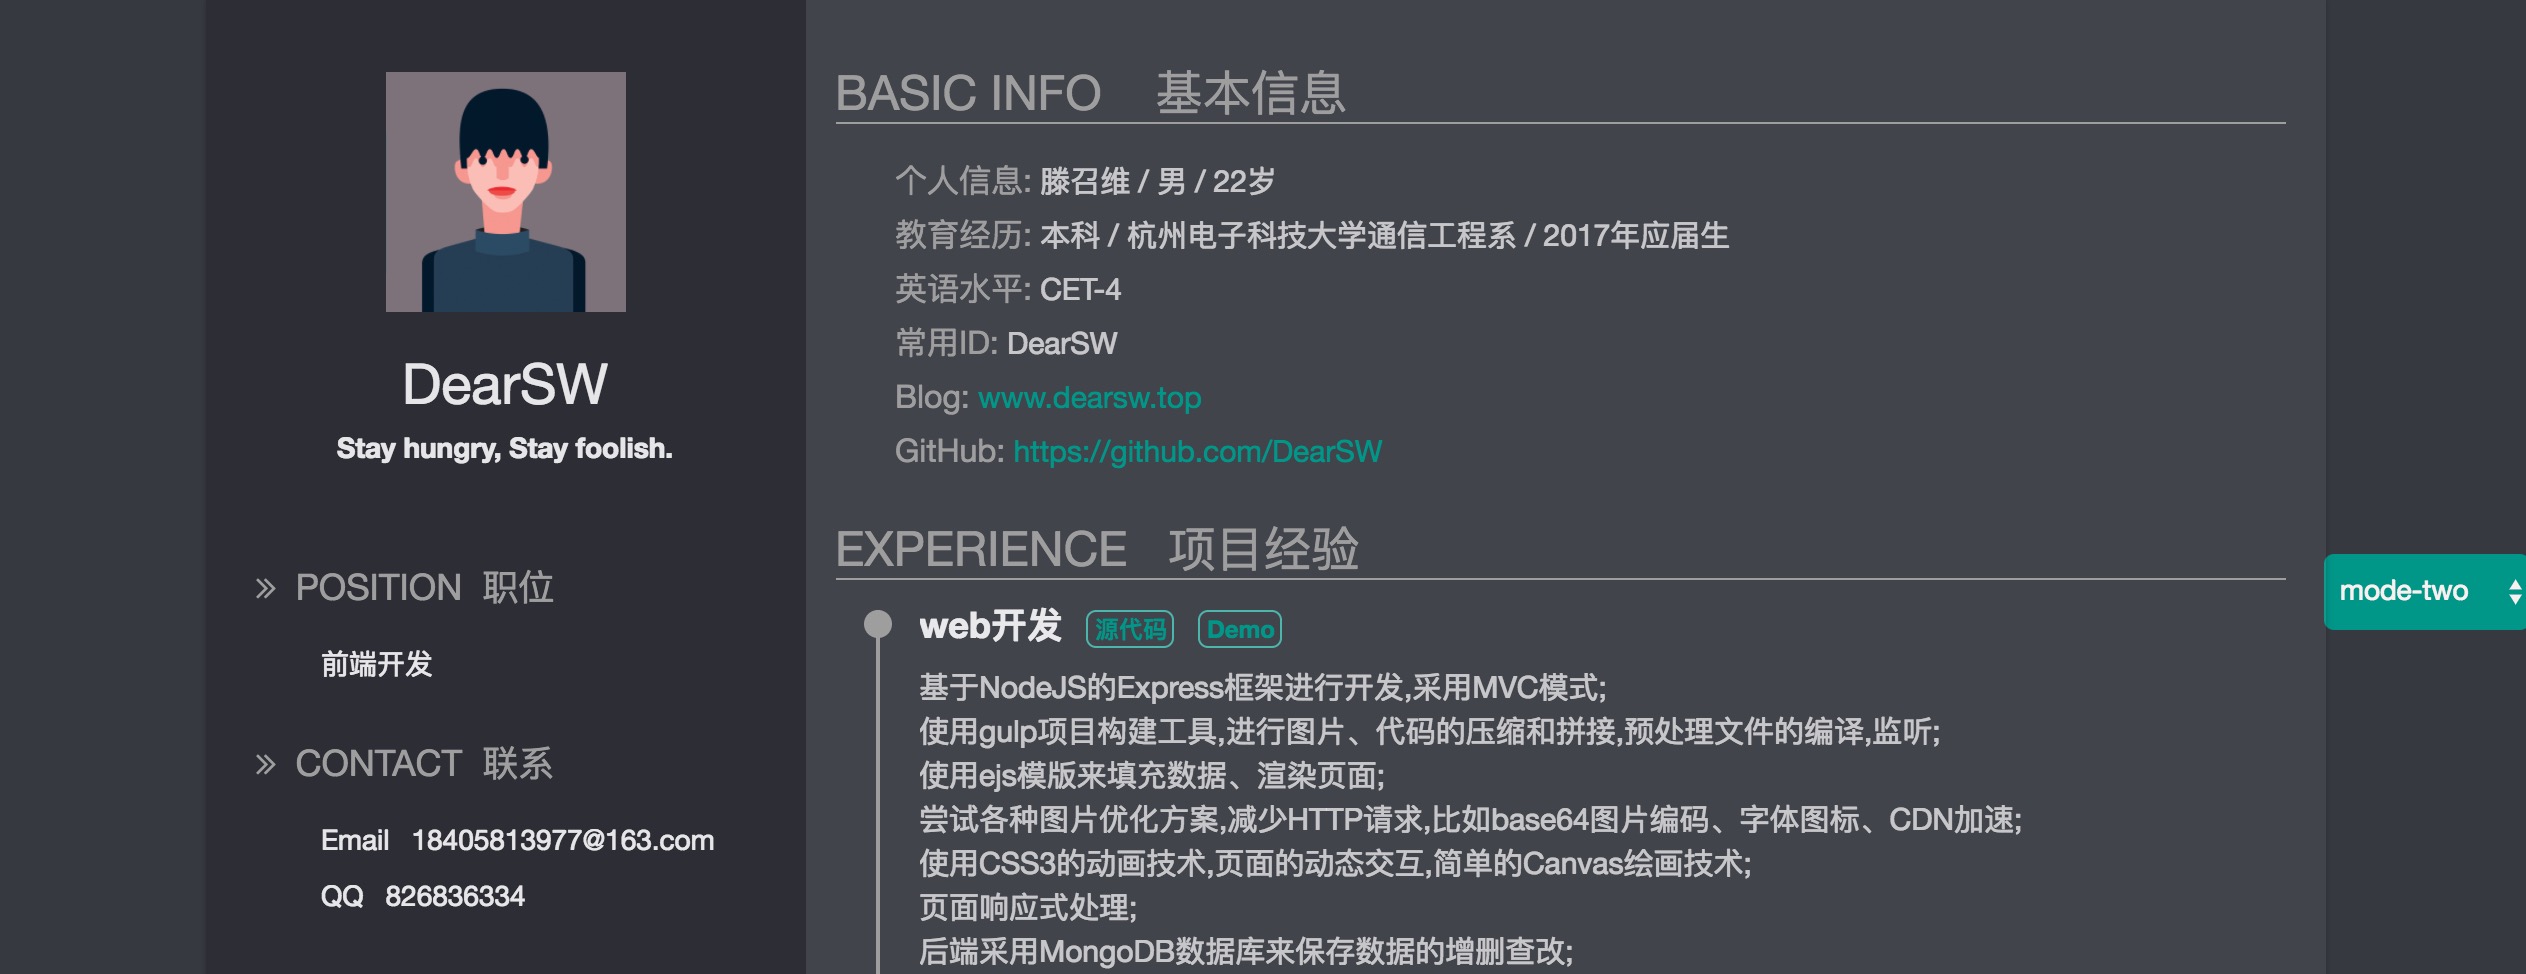 DearSW
Stay hungry, Stay foolish.
POSITION 职位
前端开发
CONTACT 联系
Email 18405813977@163.com
QQ 826836334
BASIC INFO 基本信息
个人信息: 滕召维 / 男 / 22岁
教育经历: 本科 / 杭州电子科技大学通信工程系 / 2017年应届生
英语水平: CET-4
常用ID: DearSW
Blog: www.dearsw.top
GitHub: https://github.com/DearSW
EXPERIENCE 项目经验
web开发 源代码 Demo
基于NodeJS的Express框架进行开发,采用MVC模式;
使用gulp项目构建工具,进行图片、代码的压缩和拼接,预处理文件的编译,监听;
使用ejs模版来填充数据、渲染页面;
尝试各种图片优化方案,减少HTTP请求,比如base64图片编码、字体图标、CDN加速;
使用CSS3的动画技术,页面的动态交互,简单的Canvas绘画技术;
页面响应式处理;
后端采用MongoDB数据库来保存数据的增删查改;
mode-two